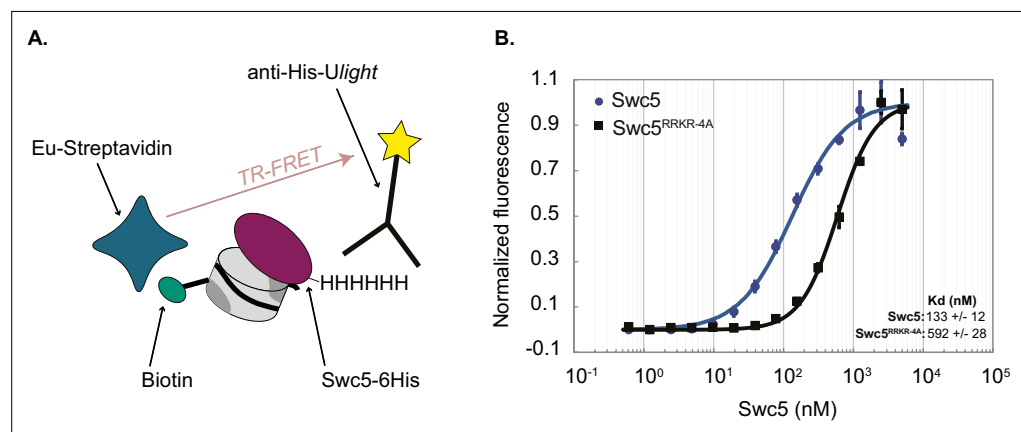 A.
anti-His-Ulight
Eu-Streptavidin
TR-FRET
HHHHHH
Biotin
Swc5-6His
B.
Normalized fluorescence
1.1
0.9
0.7
0.5
0.3
0.1
-0.1
Swc5
Swc5RRKR-4A
Kd (nM)
Swc5: 133 +/- 12
Swc5RRKR-4A: 592 +/- 28
10-1 100 101 102 103 104 105
Swc5 (nM)